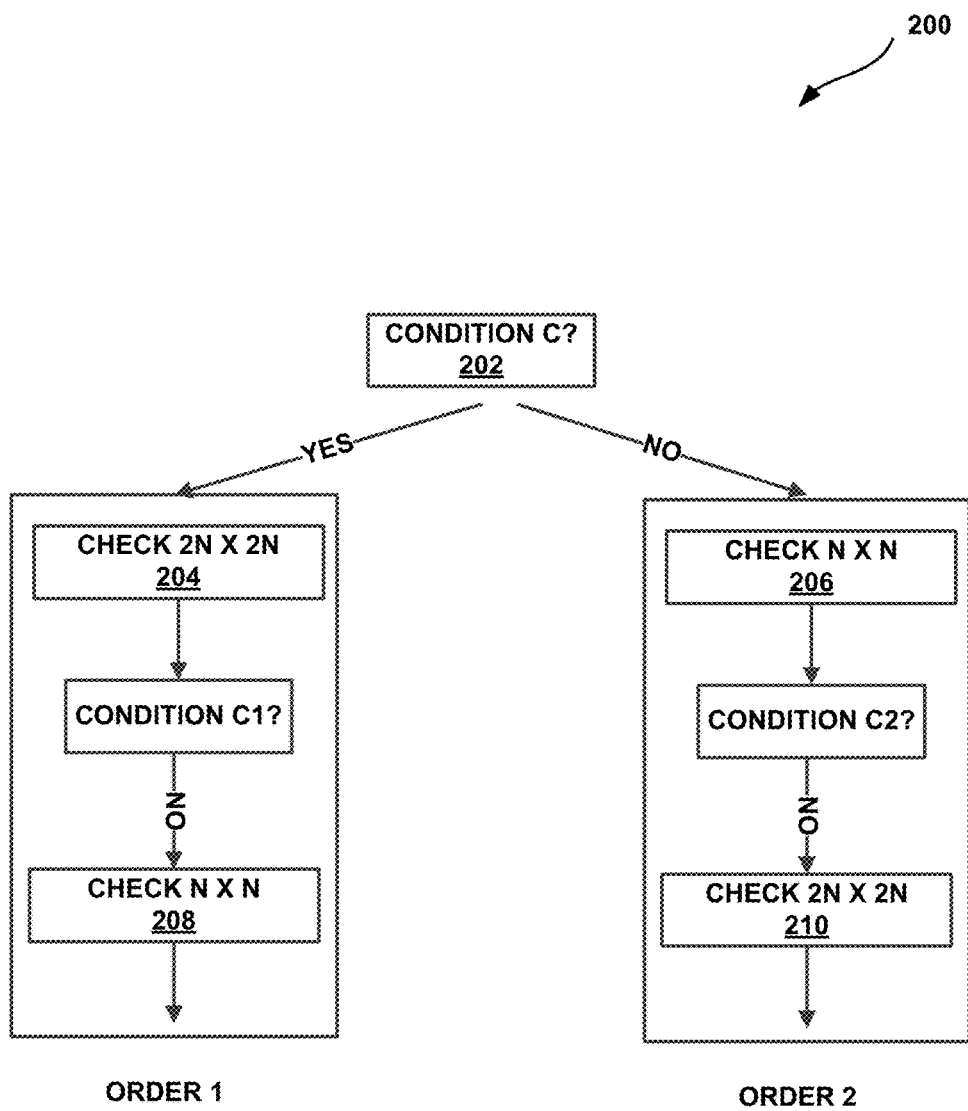 200
CONDITION C?
202
YES
NO
CHECK 2N X 2N
204
CONDITION C1?
NO
CHECK N X N
208
ORDER 1
CHECK N X N
206
CONDITION C2?
NO
CHECK 2N X 2N
210
ORDER 2